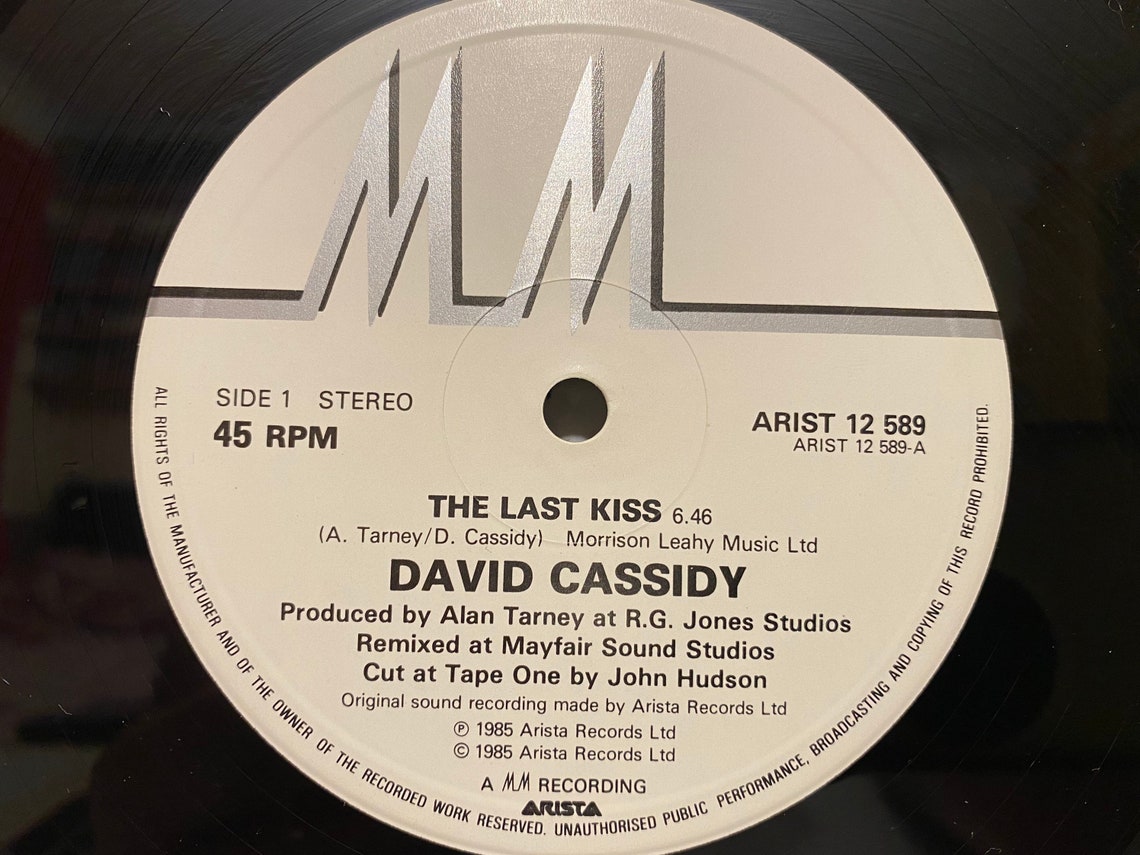 MM
SIDE 1 STEREO
45 RPM
ARIST 12 589
ARIST 12 589-A
THE LAST KISS 6.46
(A. Tarney/D. Cassidy) Morrison Leahy Music Ltd
DAVID CASSIDY
Produced by Alan Tarney at R.G. Jones Studios
Remixed at Mayfair Sound Studios
Cut at Tape One by John Hudson
Original sound recording made by Arista Records Ltd
℗ 1985 Arista Records Ltd
© 1985 Arista Records Ltd
A MM RECORDING
ARISTA
ALL RIGHTS OF THE MANUFACTURER AND OF THE OWNER OF THE RECORDED WORK RESERVED. UNAUTHORISED PUBLIC PERFORMANCE, BROADCASTING AND COPYING OF THIS RECORD PROHIBITED.